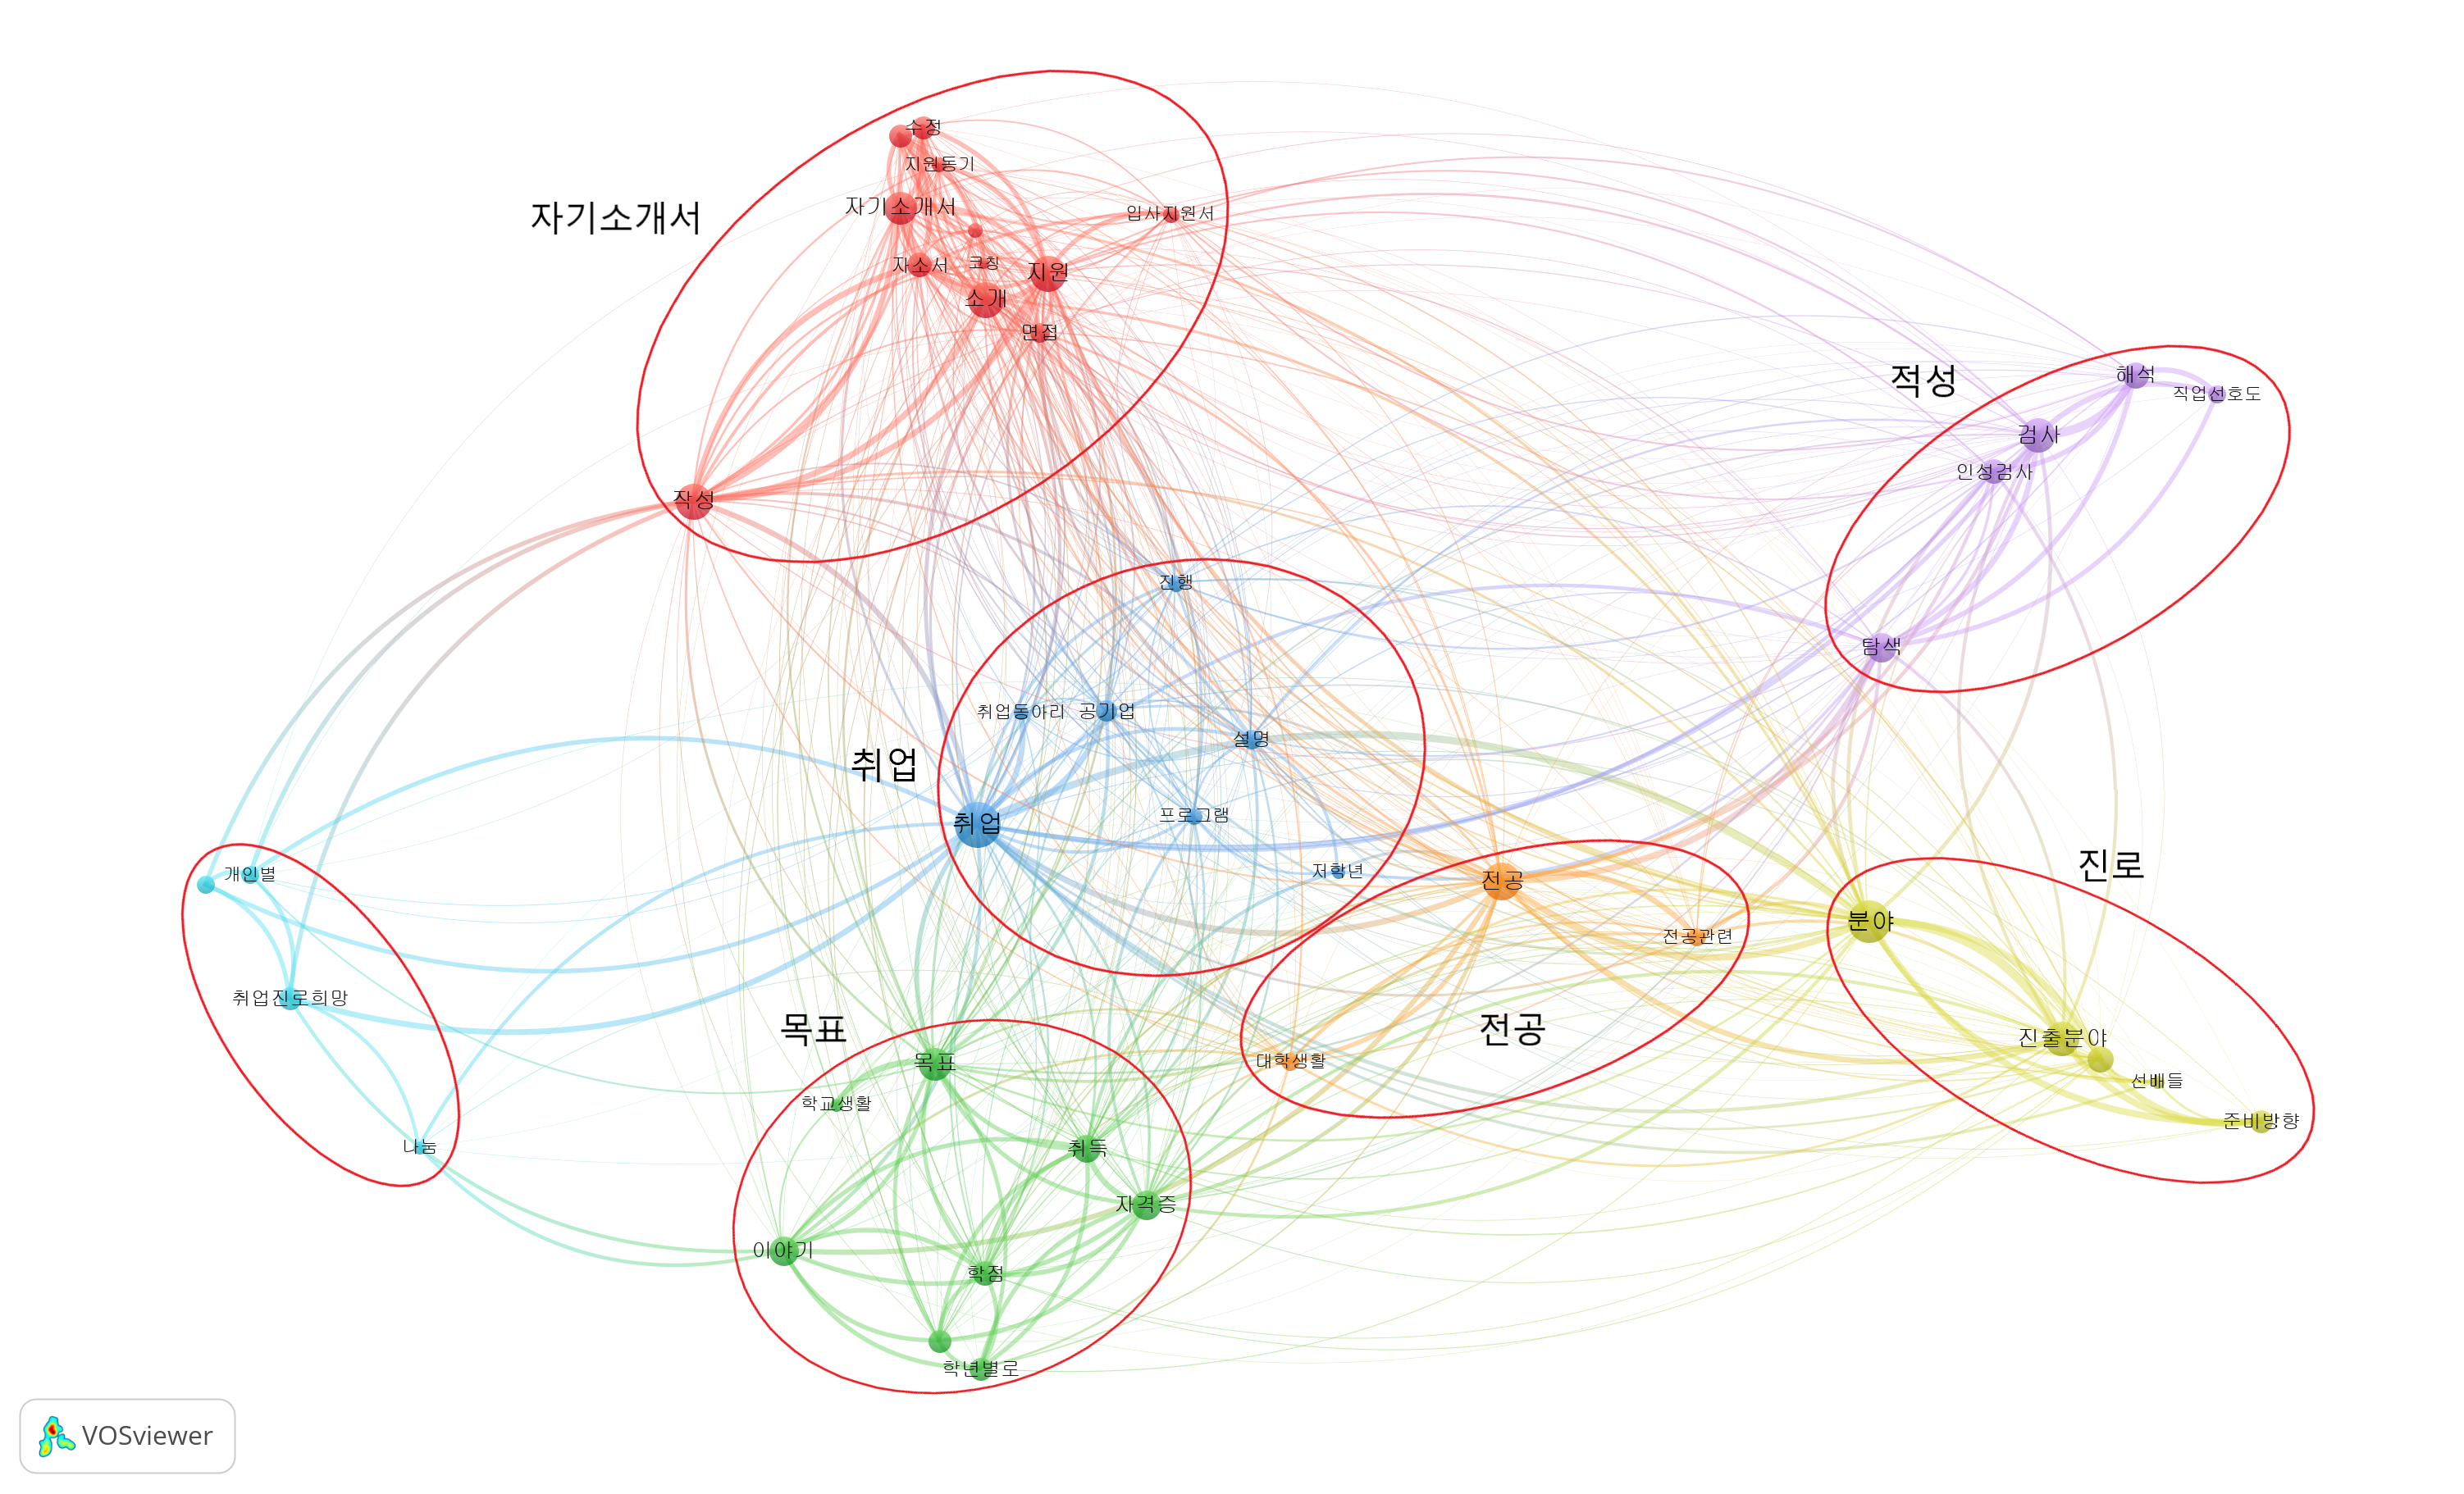 수정
지원동기
자기소개서
자기소개서
입사지원서
자소서
코칭
지원
소개
면접
작성
적성
해석
직업선호도
검사
인성검사
탐색
진행
취업동아리
공기업
설명
취업
취업
프로그램
저학년
전공
전공관련
대학생활
전공
진로
분야
진출분야
선배들
준비방향
개인별
취업진로희망
나눔
목표
목표
학교생활
취득
자격증
이야기
학점
학년별로
VOSviewer